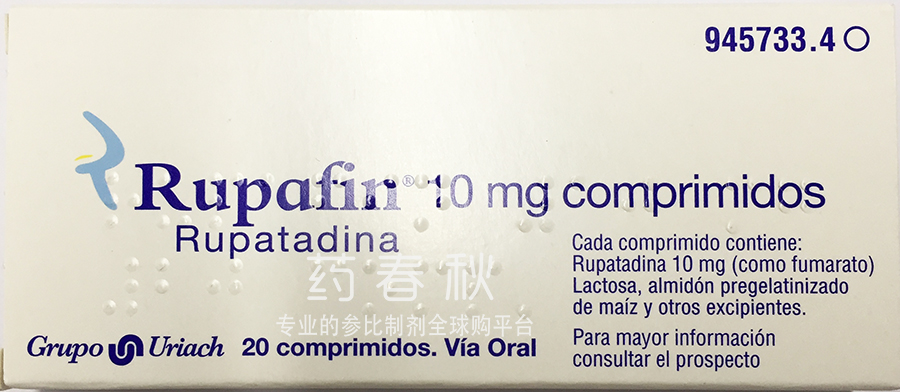 945733.4 O
Rupafin® 10 mg comprimidos
Rupatadina
Cada comprimido contiene:
Rupatadina 10 mg (como fumarato)
Lactosa, almidón pregelatinizado
de maíz y otros excipientes.
药春秋
专业的参比制剂全球购平台
Grupo Uriach 20 comprimidos. Vía Oral
Para mayor información
consultar el prospecto